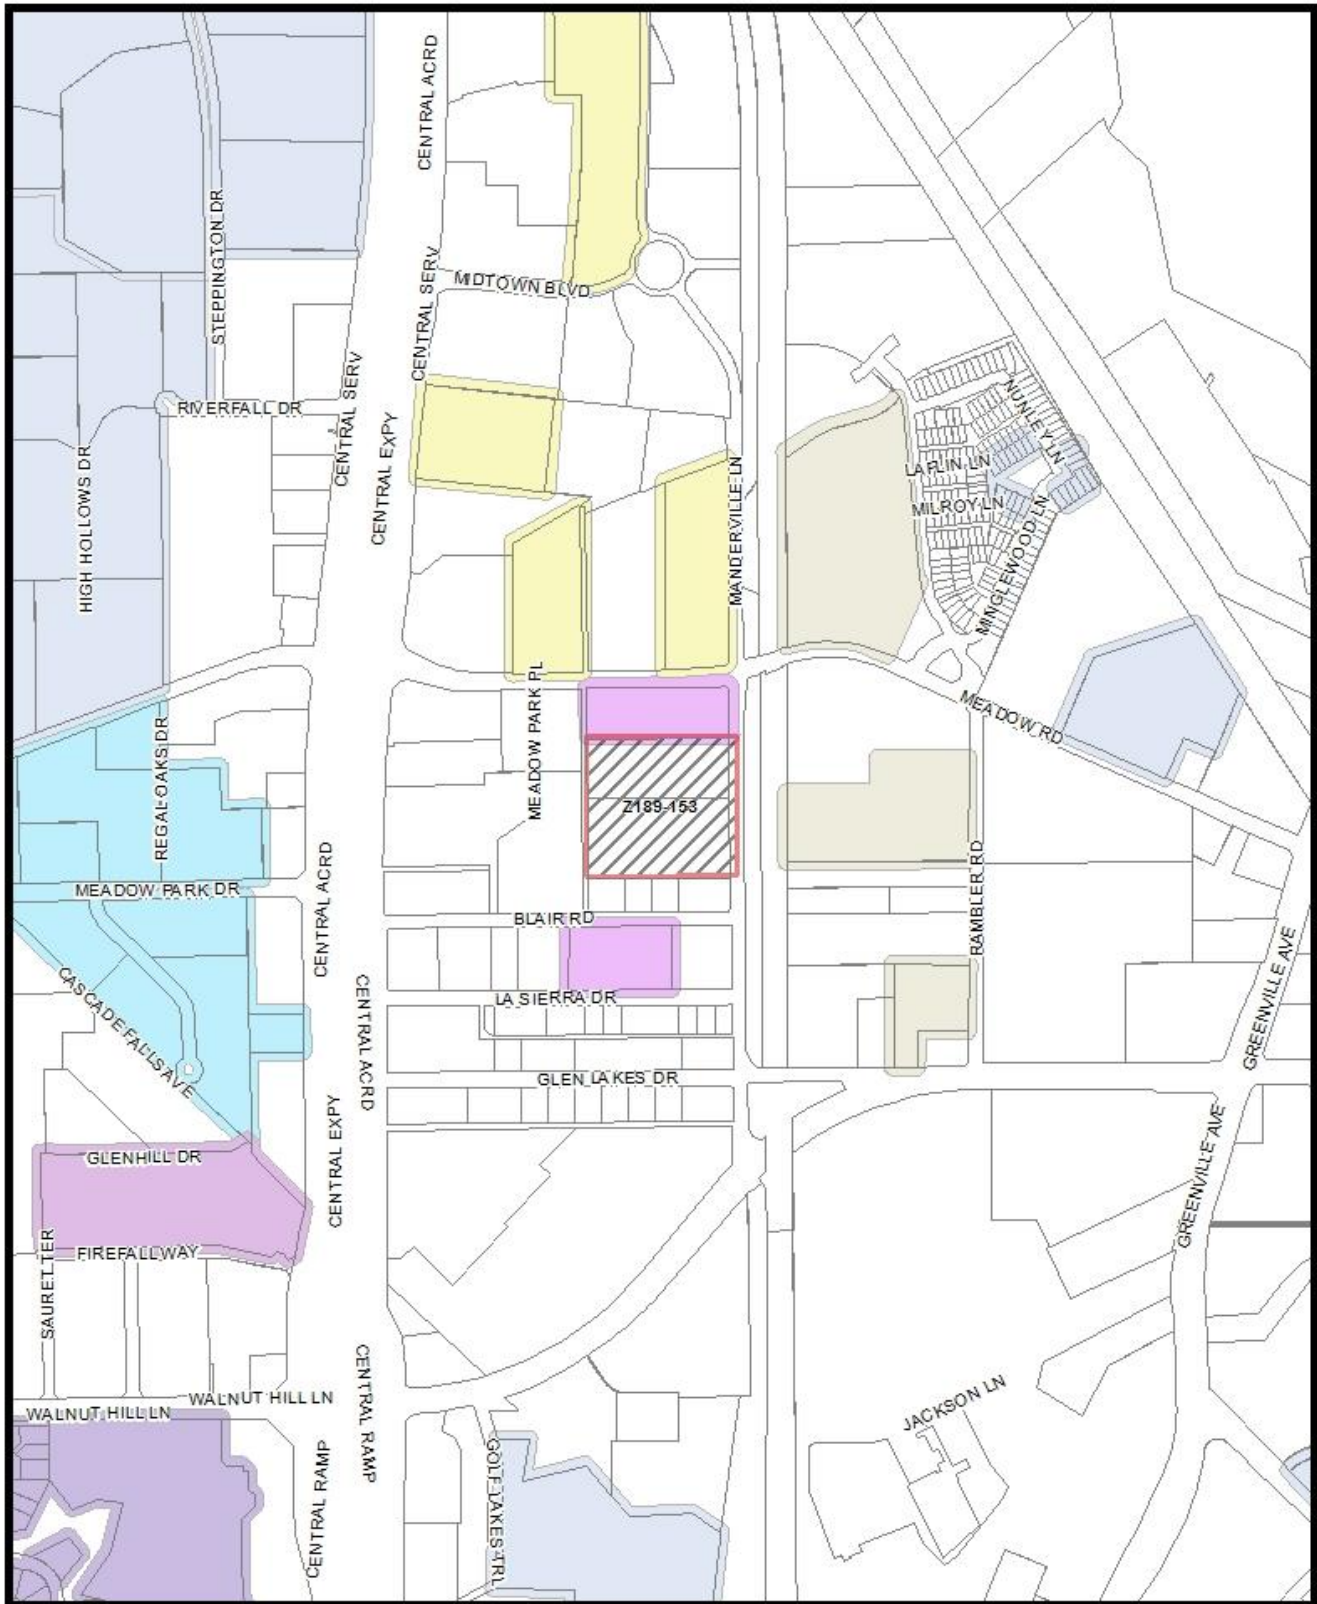 CENTRAL ACRD
STEPPINGTON DR
CENTRAL SERV
MIDTOWN BLVD
CENTRAL SERV
RIVERFALL DR
CENTRAL EXPY
HIGH HOLLOWS DR
NUNLEY LN
LAFLIN LN
MILROY LN
MANDERVILLE LN
MINGLEWOOD LN
MEADOW PARK PL
MEADOW RD
REGAL OAKS DR
Z189-153
CENTRAL ACRD
MEADOW PARK DR
RAMBLER RD
BLAIR RD
GREENVILLE AVE
CASCADE FALLS AVE
LA SIERRA DR
CENTRAL ACRD
GLEN LAKES DR
CENTRAL EXPY
GLENHILL DR
GREENVILLE AVE
FIREFALL WAY
SAURET TER
CENTRAL RAMP
WALNUT HILL LN
WALNUT HILL LN
JACKSON LN
CENTRAL RAMP
GOLF LAKES TRL